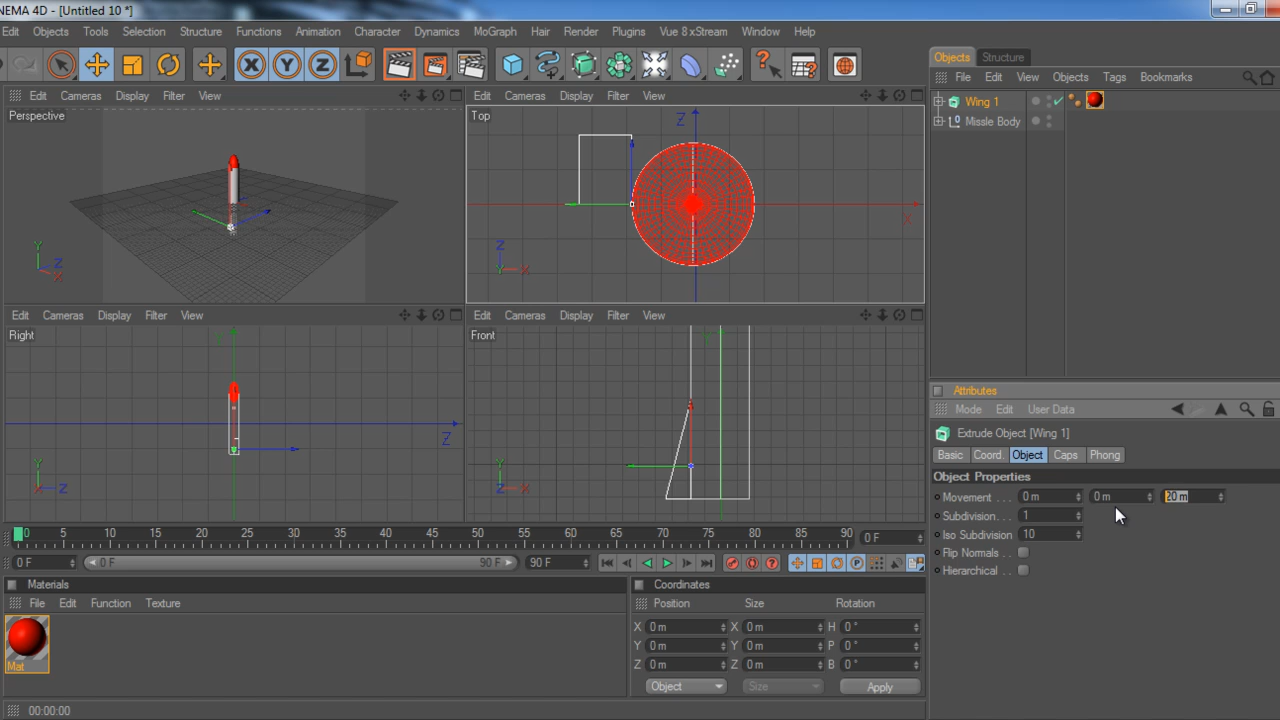 NEMA 4D - [Untitled 10 *]
Edit Objects Tools Selection Structure Functions Animation Character Dynamics MoGraph Hair Render Plugins Vue 8 xStream Window Help
X Y Z
Edit Cameras Display Filter View
Perspective
Y
Z
X
Edit Cameras Display Filter View
Top
Z
X
Z
Y X
Edit Cameras Display Filter View
Right
Y
Z
Y
X Z
Edit Cameras Display Filter View
Front
Y
Y
Z X
0 5 10 15 20 25 30 35 40 45 50 55 60 65 70 75 80 85 90 0 F
0 F 0 F 90 F 90 F
P
Materials
File Edit Function Texture
Mat
Coordinates
Position Size Rotation
X 0 m X 0 m H 0 °
Y 0 m Y 0 m P 0 °
Z 0 m Z 0 m B 0 °
Object Size Apply
00:00:00
Objects Structure
File Edit View Objects Tags Bookmarks
Wing 1
Missle Body
Attributes
Mode Edit User Data
Extrude Object [Wing 1]
Basic Coord. Object Caps Phong
Object Properties
Movement . . . 0 m 0 m 20 m
Subdivision . . . 1
Iso Subdivision 10
Flip Normals . .
Hierarchical . . .